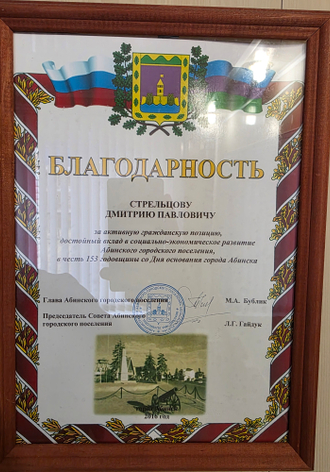 БЛАГОДАРНОСТЬ
СТРЕЛЬЦОВУ
ДМИТРИЮ ПАВЛОВИЧУ
за активную гражданскую позицию,
достойный вклад в социально-экономическое развитие
Абинского городского поселения,
в честь 153 годовщины со Дня основания города Абинска
Глава Абинского городского поселения
М.А. Бублик
Председатель Совета Абинского
городского поселения
Л.Г. Гайдук
2016 год